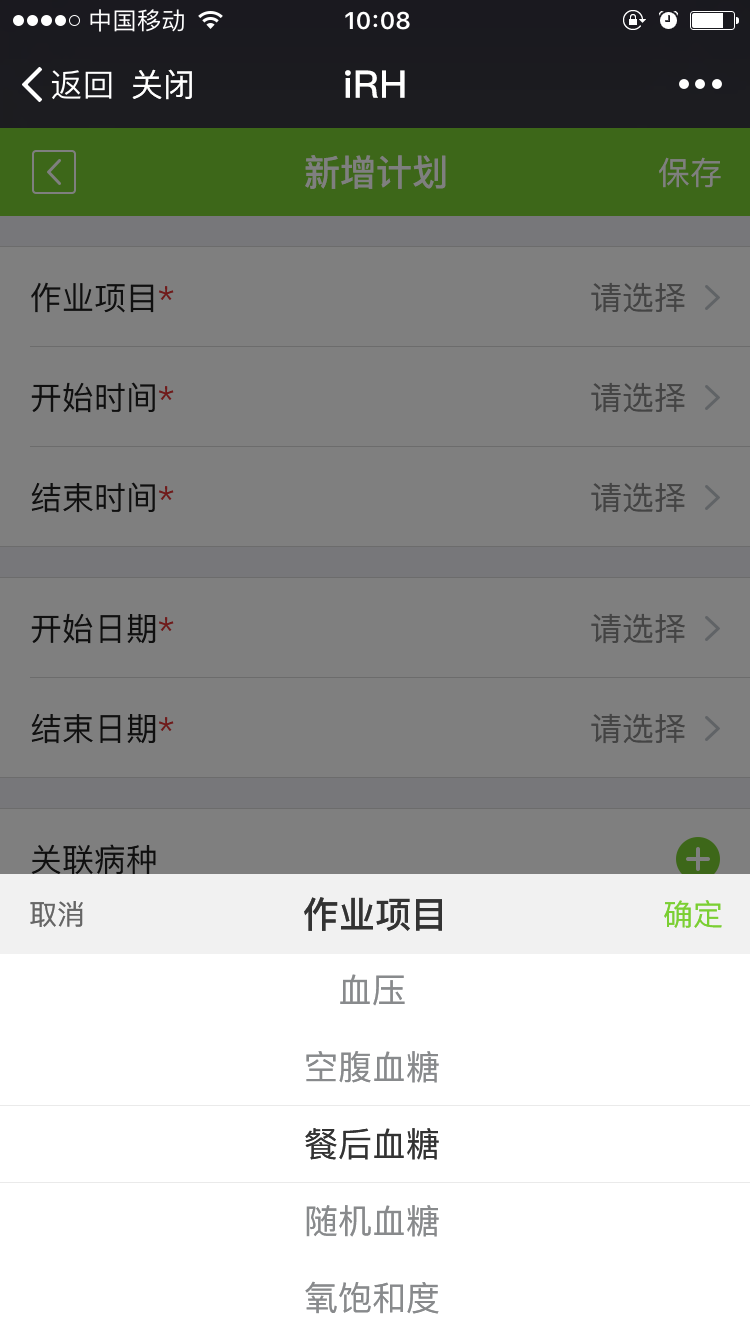 中国移动 10:08
返回 关闭 iRH
新增计划 保存
作业项目* 请选择
开始时间* 请选择
结束时间* 请选择
开始日期* 请选择
结束日期* 请选择
关联病种
取消 作业项目 确定
血压
空腹血糖
餐后血糖
随机血糖
氧饱和度